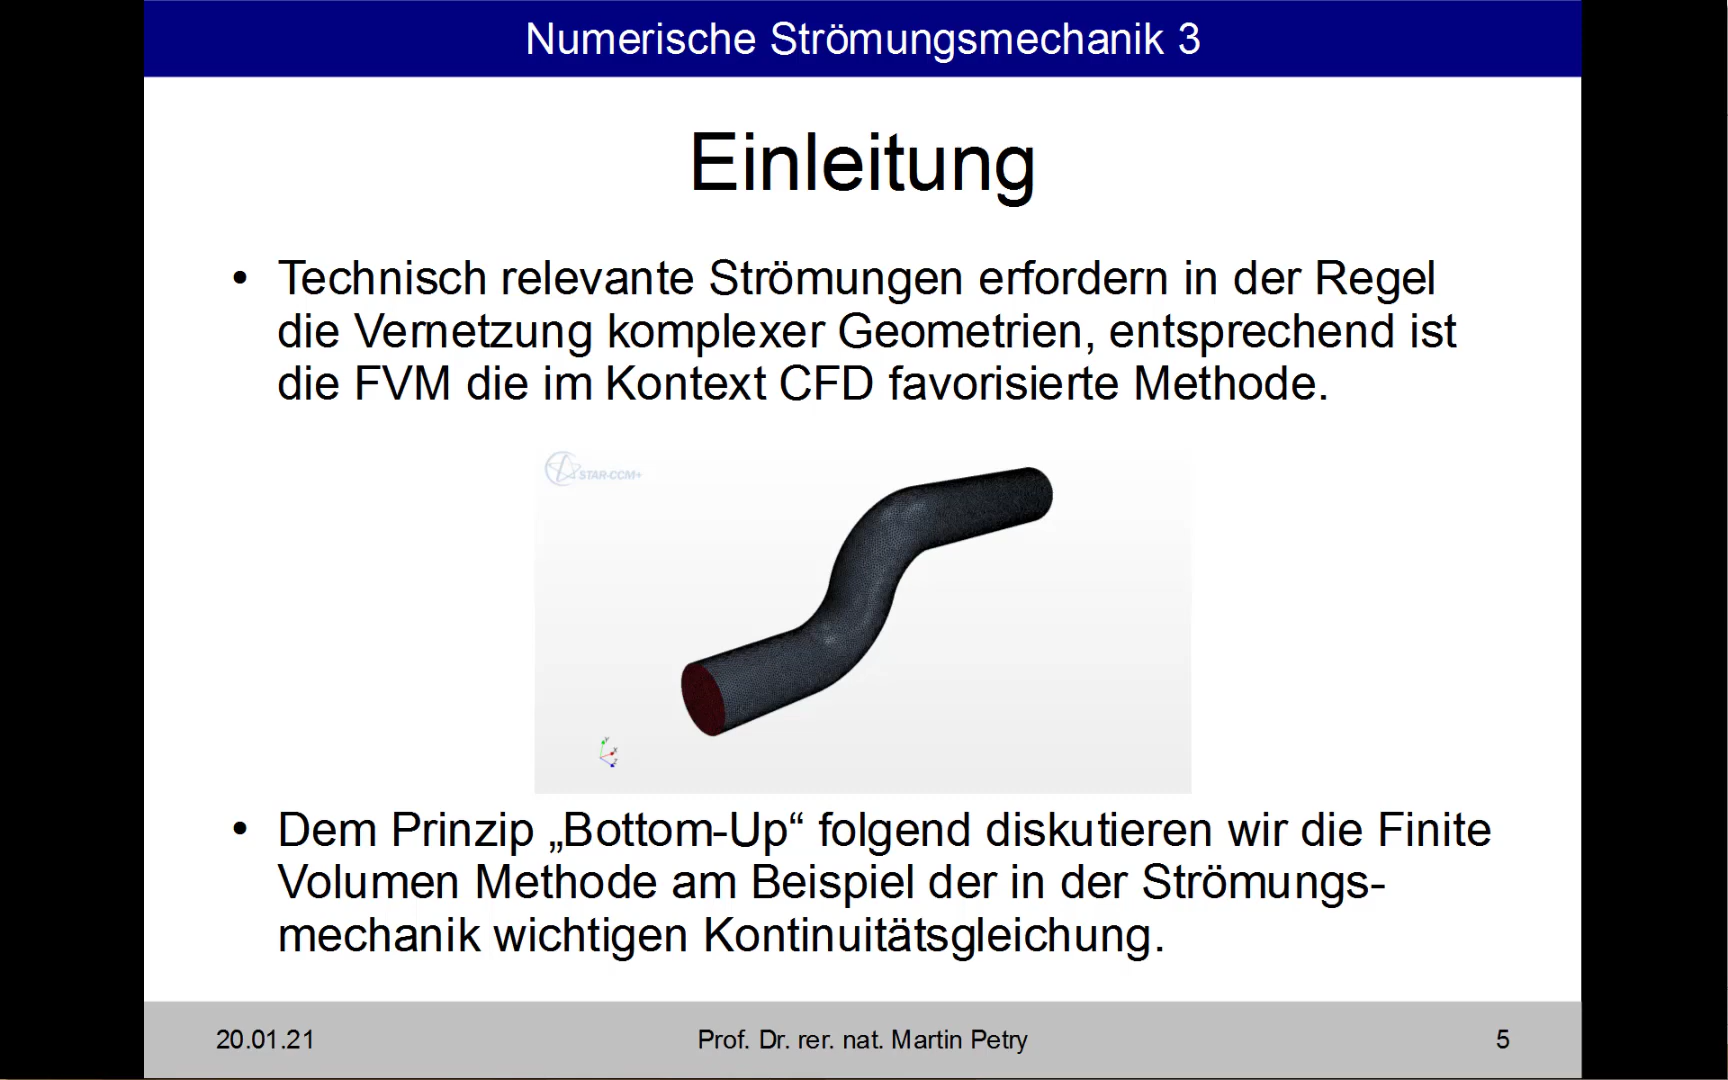 Numerische Strömungsmechanik 3
Einleitung
• Technisch relevante Strömungen erfordern in der Regel
die Vernetzung komplexer Geometrien, entsprechend ist
die FVM die im Kontext CFD favorisierte Methode.
STAR-CCM+
Y
X
Z
• Dem Prinzip „Bottom-Up“ folgend diskutieren wir die Finite
Volumen Methode am Beispiel der in der Strömungs-
mechanik wichtigen Kontinuitätsgleichung.
20.01.21 Prof. Dr. rer. nat. Martin Petry 5